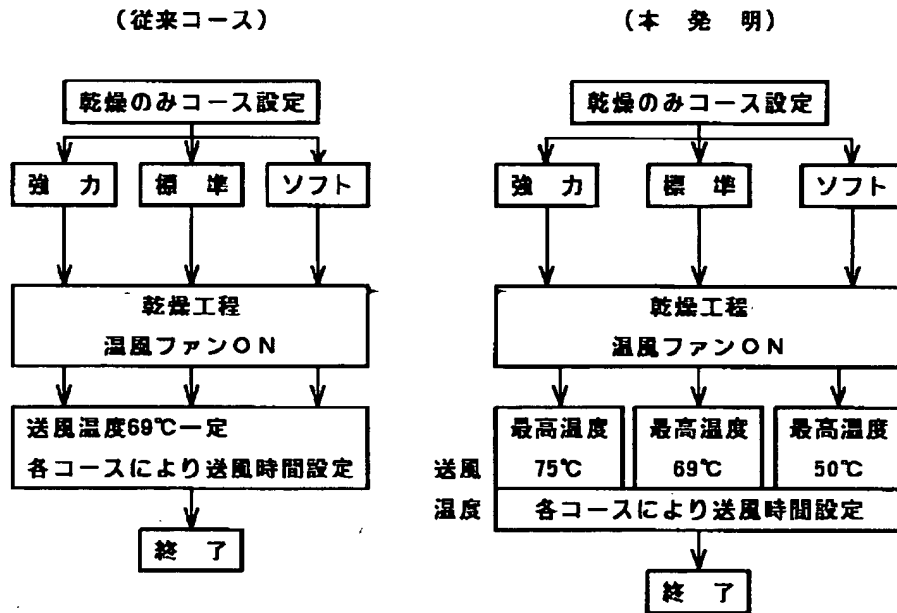 (従来コース)
乾燥のみコース設定
強 力
標 準
ソフト
乾燥工程
温風ファンON
送風温度69℃一定
各コースにより送風時間設定
終 了
(本 発 明)
乾燥のみコース設定
強 力
標 準
ソフト
乾燥工程
温風ファンON
送風
温度
最高温度
75℃
最高温度
69℃
最高温度
50℃
各コースにより送風時間設定
終 了